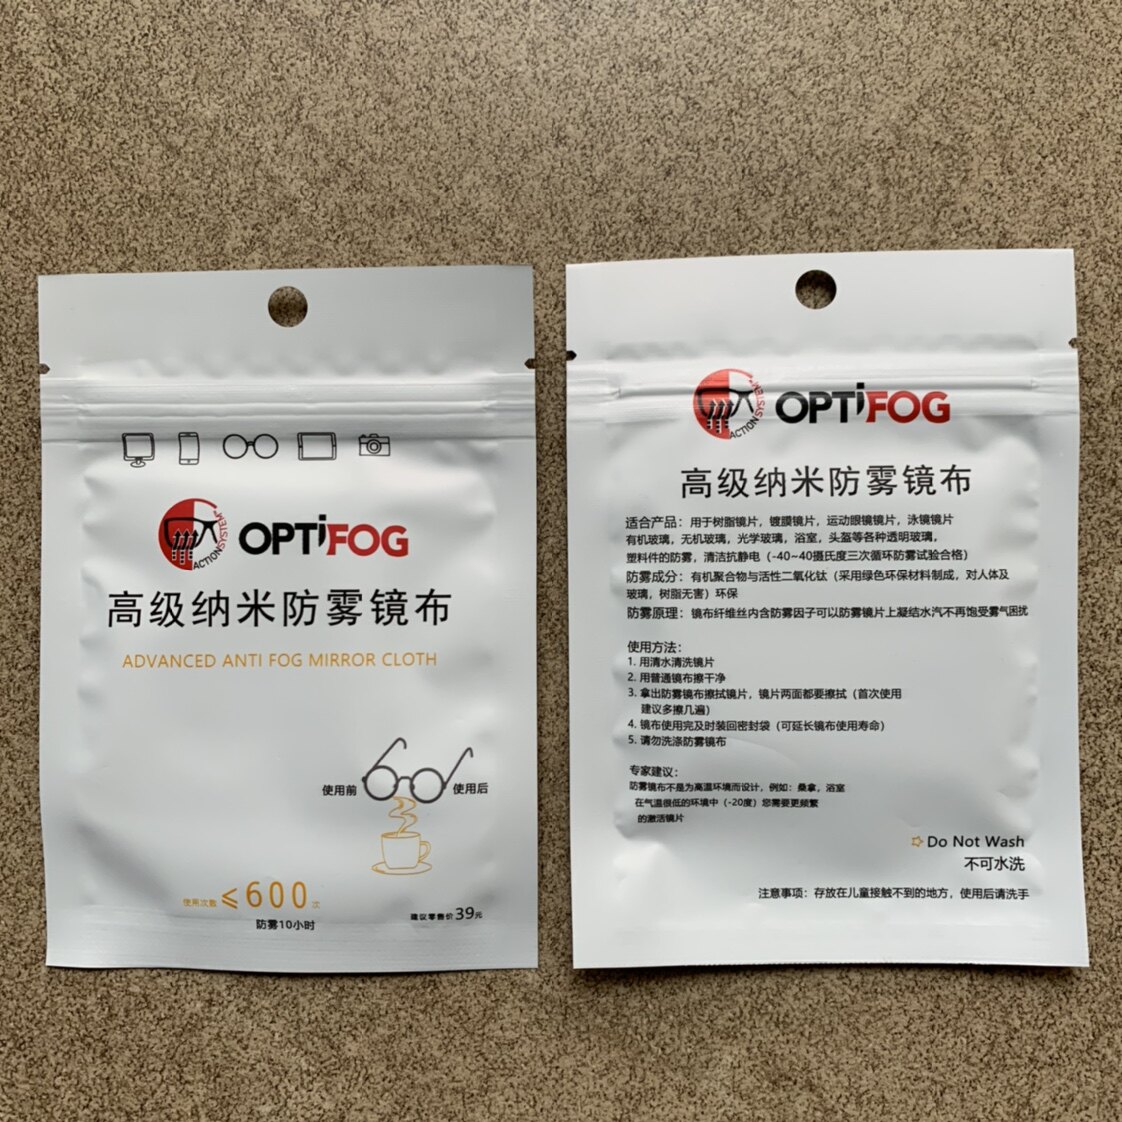 ACTION SYSTEM
OPTiFOG
高级纳米防雾镜布
ADVANCED ANTI FOG MIRROR CLOTH
使用前
使用后
使用次数≤600次
防雾10小时
建议零售价39元
ACTION SYSTEM
OPTiFOG
高级纳米防雾镜布
适合产品：用于树脂镜片，镀膜镜片，运动眼镜镜片，泳镜镜片
有机玻璃，无机玻璃，光学玻璃，浴室，头盔等各种透明玻璃，
塑料件的防雾，清洁抗静电（-40~40摄氏度三次循环防雾试验合格）
防雾成分：有机聚合物与活性二氧化钛（采用绿色环保材料制成，对人体及
玻璃，树脂无害）环保
防雾原理：镜布纤维丝内含防雾因子可以防雾镜片上凝结水汽不再饱受雾气困扰
使用方法：
1. 用清水清洗镜片
2. 用普通镜布擦干净
3. 拿出防雾镜布擦拭镜片，镜片两面都要擦拭（首次使用
建议多擦几遍）
4. 镜布使用完及时装回密封袋（可延长镜布使用寿命）
5. 请勿洗涤防雾镜布
专家建议：
防雾镜布不是为高温环境而设计，例如：桑拿，浴室
在气温很低的环境中（-20度）您需要更频繁
的激活镜片
Do Not Wash
不可水洗
注意事项：存放在儿童接触不到的地方，使用后请洗手